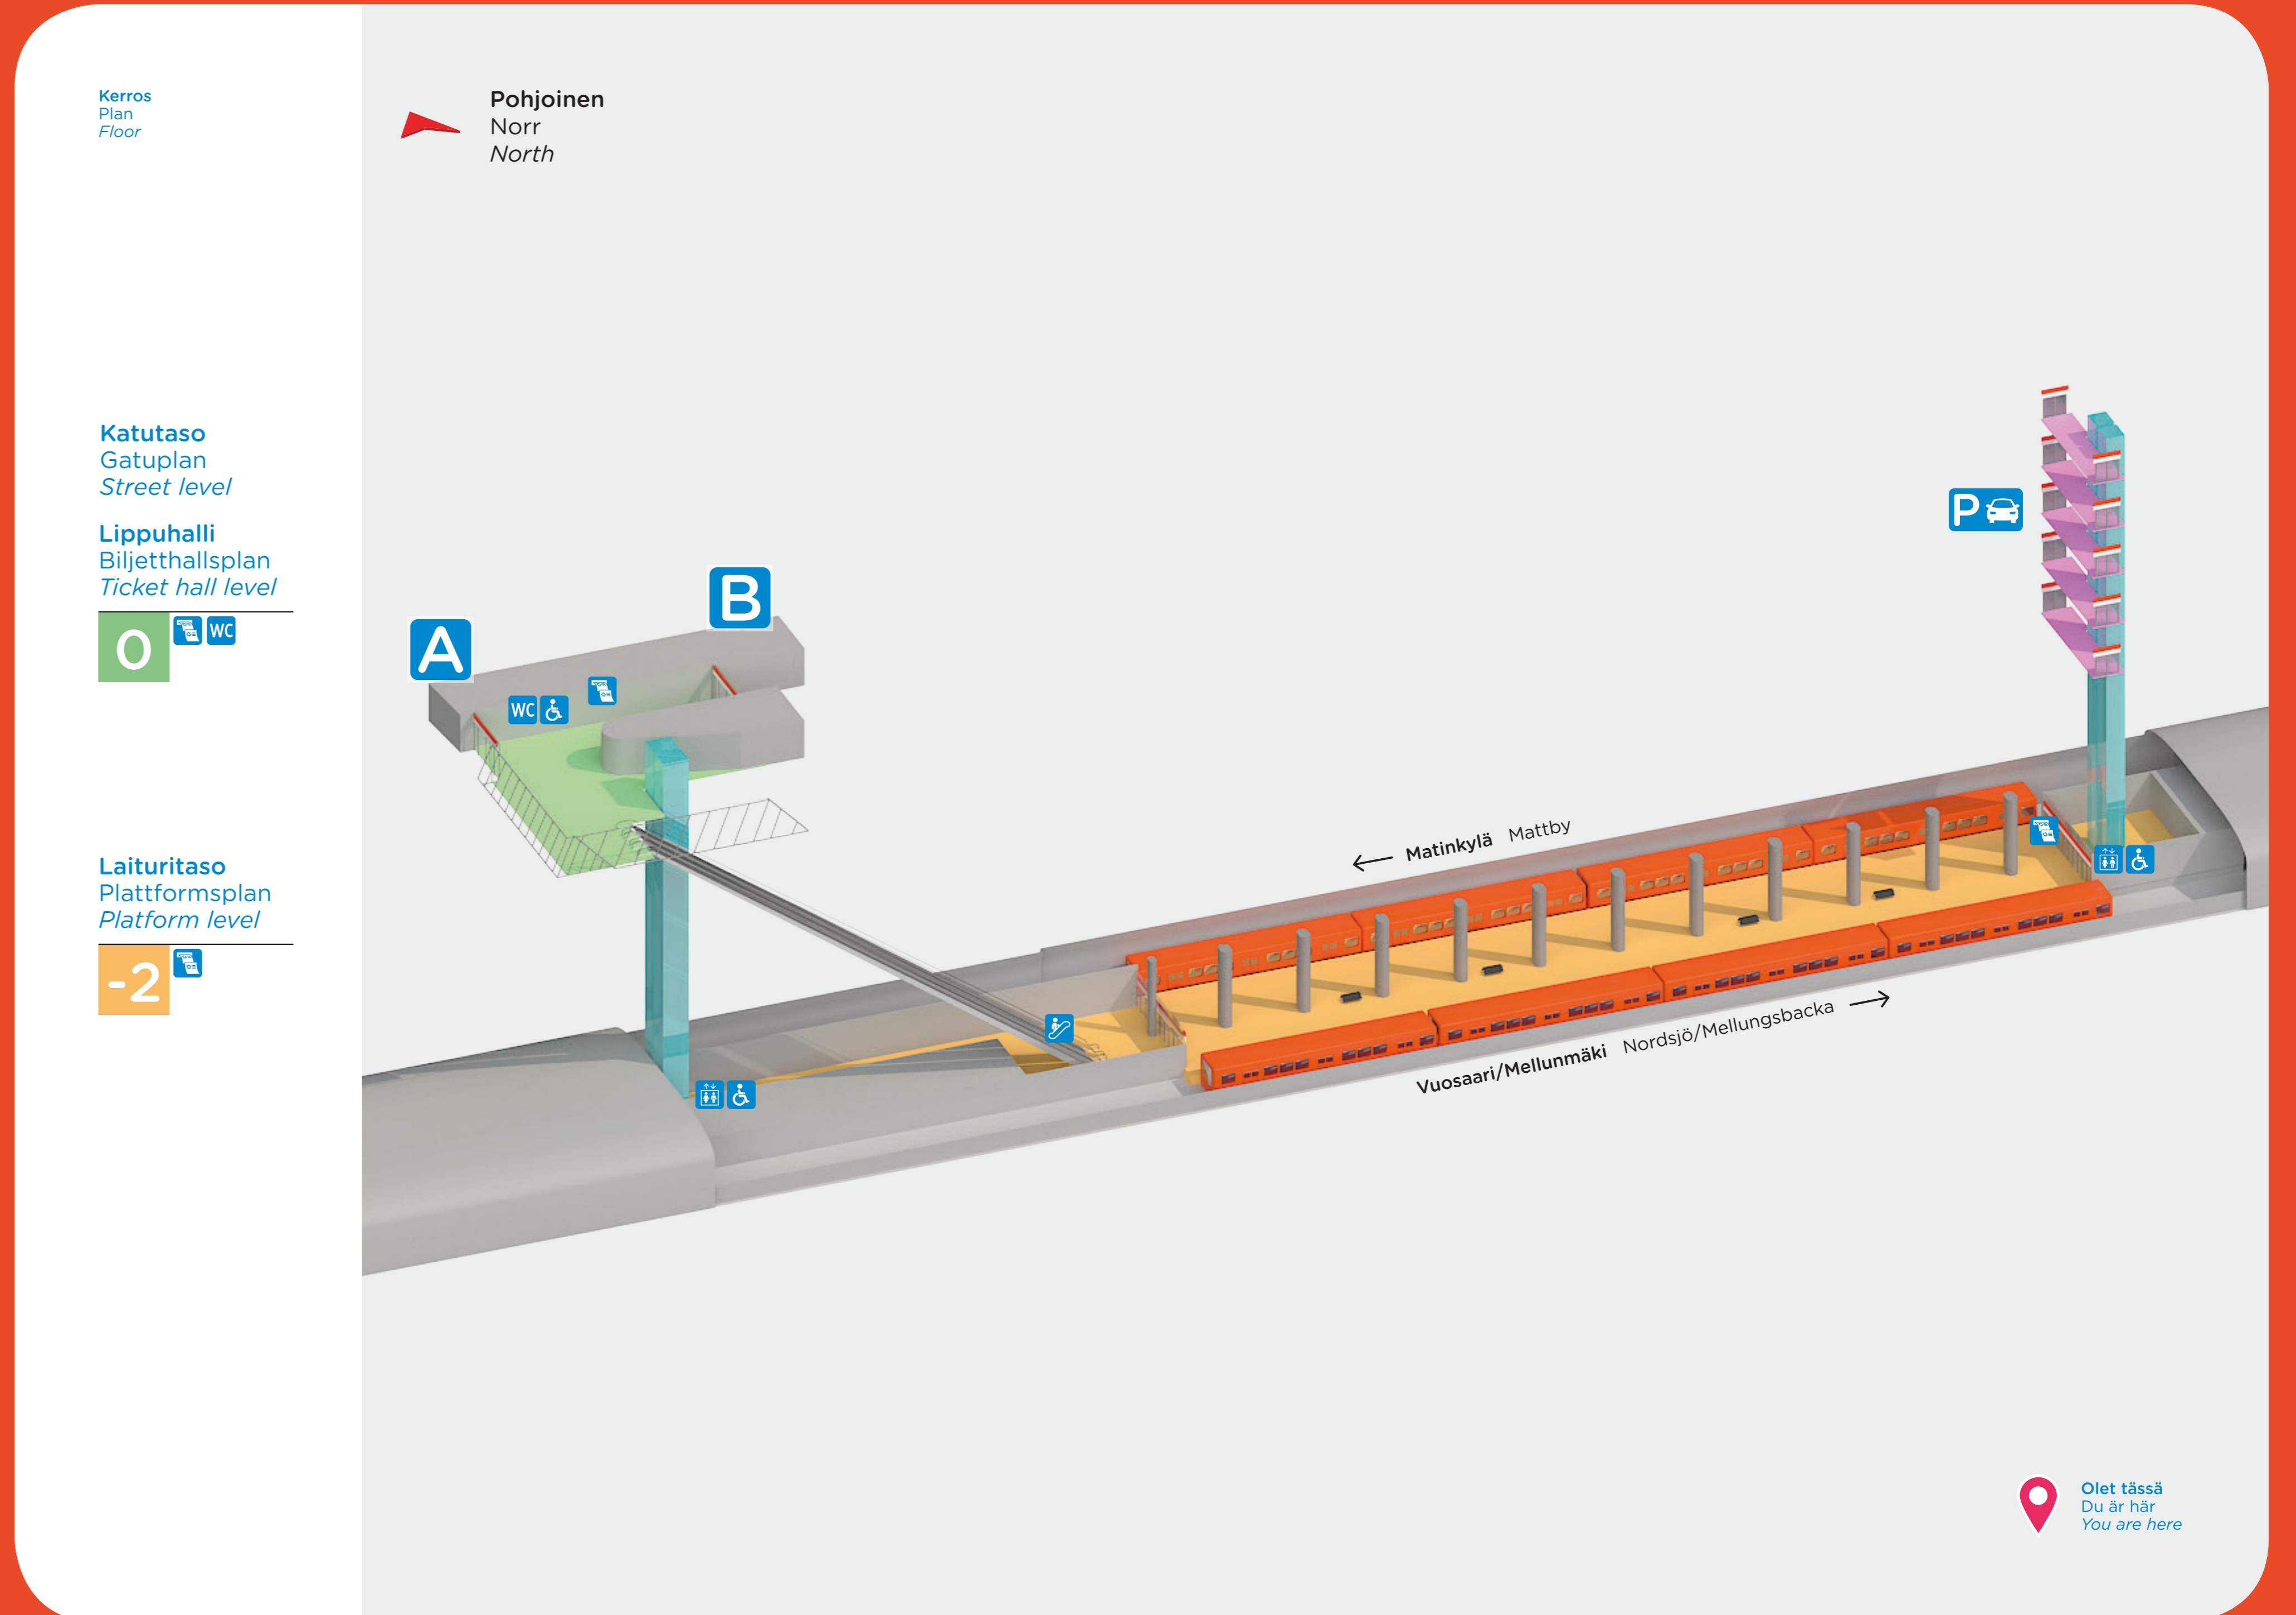 Kerros
Plan
Floor
Pohjoinen
Norr
North
Katutaso
Gatuplan
Street level
Lippuhalli
Biljetthallsplan
Ticket hall level
0
WC
Laituritaso
Plattformsplan
Platform level
-2
P
B
A
WC
← Matinkylä Mattby
Vuosaari/Mellunmäki Nordsjö/Mellungsbacka →
Olet tässä
Du är här
You are here